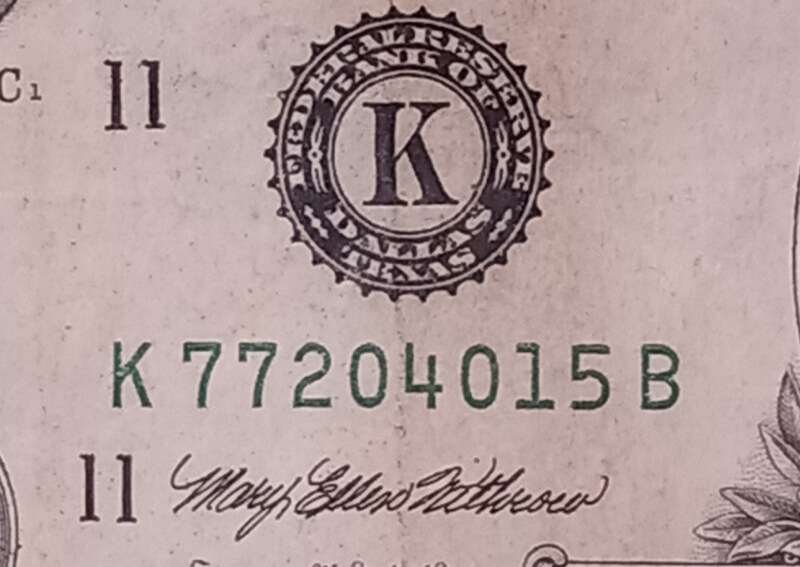 C1
11
FEDERAL RESERVE
BANK OF
K
DALLAS
TEXAS
K 77204015 B
11
Mary Ellen Withrow